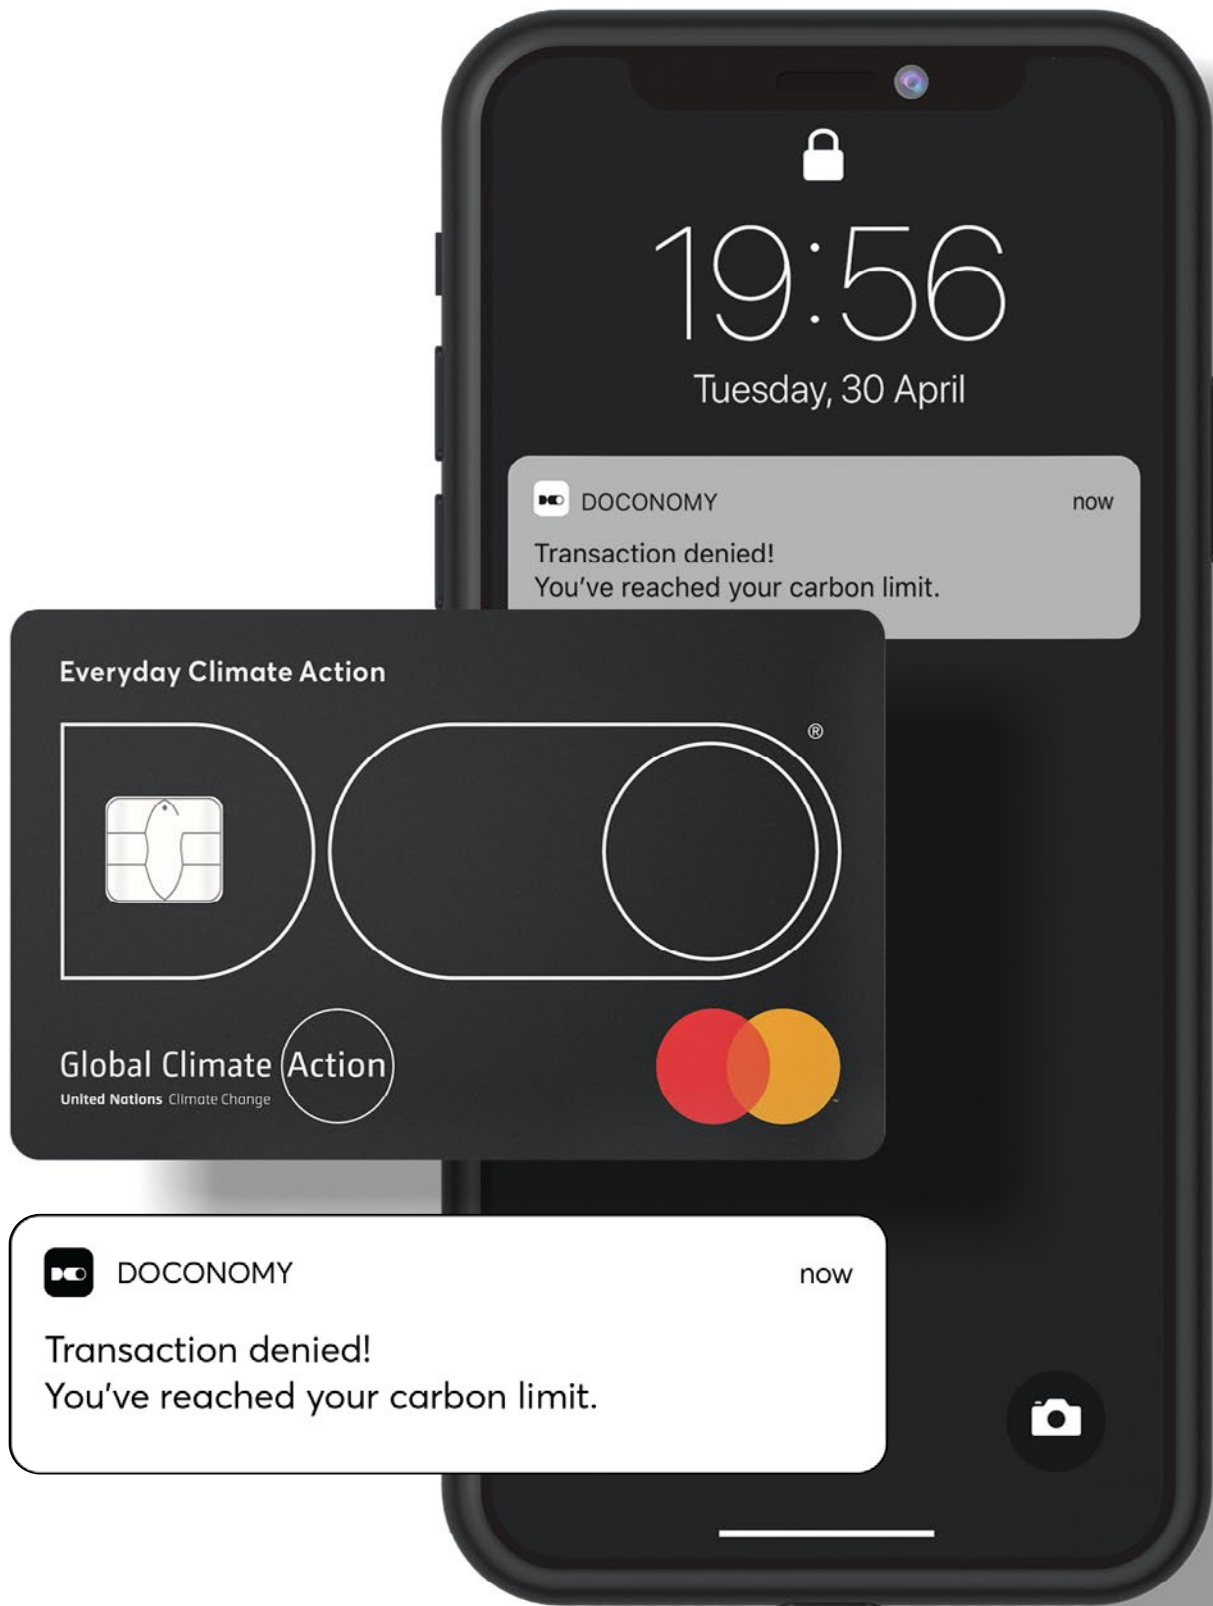 19:56
Tuesday, 30 April
DOCONOMY now
Transaction denied!
You've reached your carbon limit.
Everyday Climate Action
DO®
Global Climate Action
United Nations Climate Change
DOCONOMY now
Transaction denied!
You've reached your carbon limit.